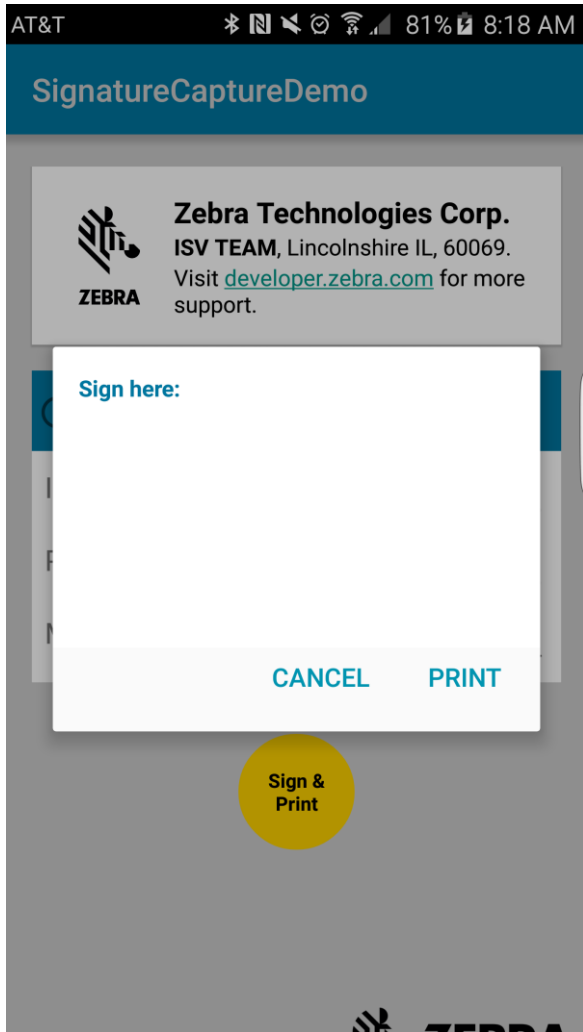 AT&T 81% 8:18 AM
SignatureCaptureDemo
Zebra Technologies Corp.
ISV TEAM, Lincolnshire IL, 60069.
Visit developer.zebra.com for more
support.
ZEBRA
Sign here:
CANCEL PRINT
Sign &
Print
ZEBRA